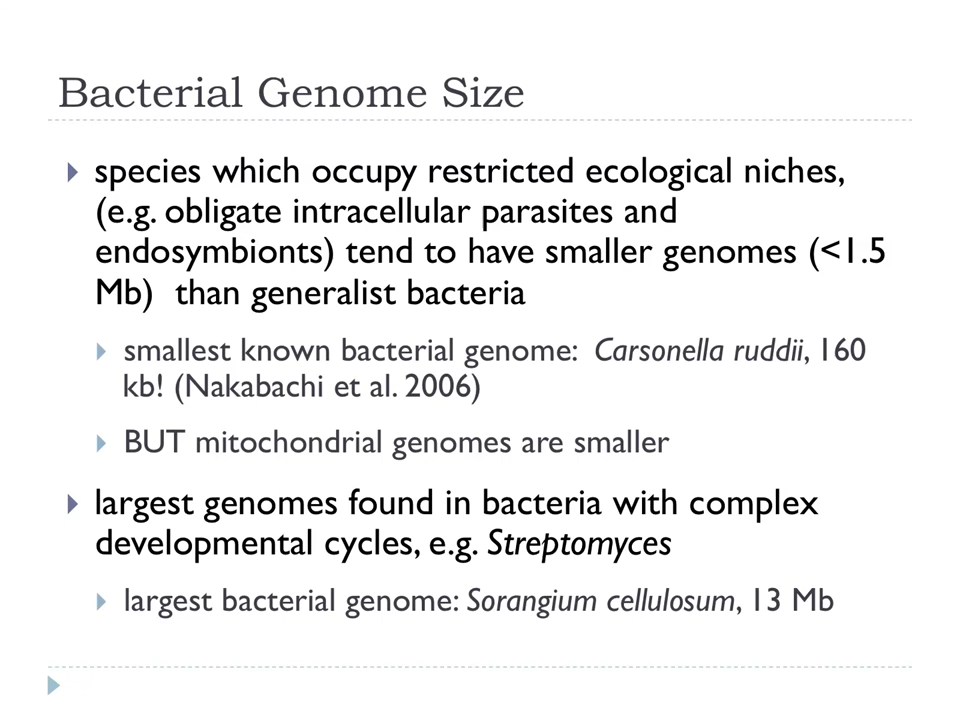 Bacterial Genome Size
species which occupy restricted ecological niches,
(e.g. obligate intracellular parasites and
endosymbionts) tend to have smaller genomes (<1.5
Mb) than generalist bacteria
smallest known bacterial genome: Carsonella ruddii, 160
kb! (Nakabachi et al. 2006)
BUT mitochondrial genomes are smaller
largest genomes found in bacteria with complex
developmental cycles, e.g. Streptomyces
largest bacterial genome: Sorangium cellulosum, 13 Mb